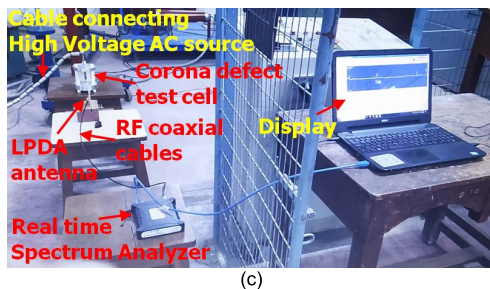 Cable connecting
High Voltage AC source
Corona defect
test cell
RF coaxial
cables
Display
LPDA
antenna
Real time
Spectrum Analyzer
(c)